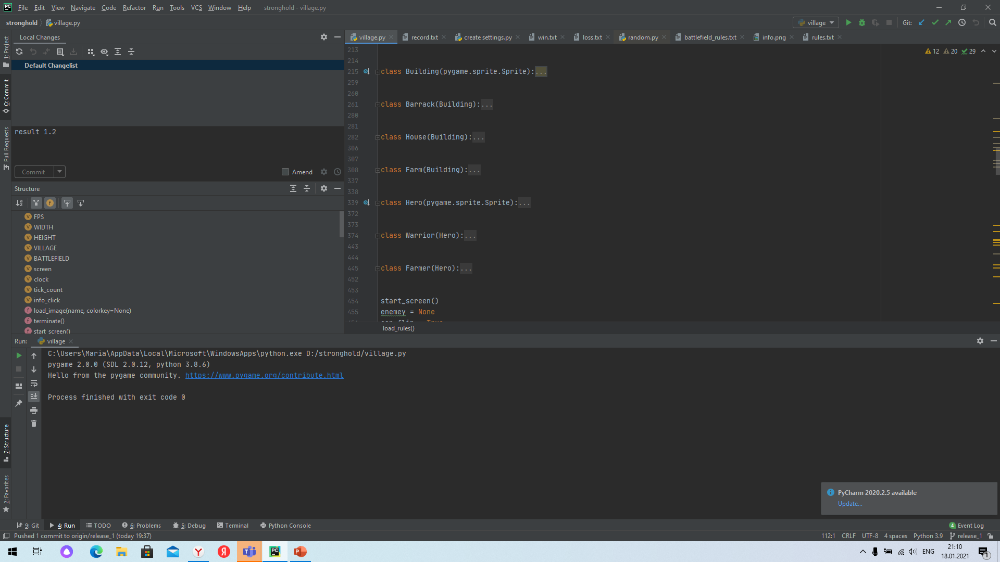 PC File Edit View Navigate Code Refactor Run Tools VCS Window Help stronghold - village.py
stronghold village.py village Git:
1: Project
0: Commit
Pull Requests
7: Structure
2: Favorites
Local Changes
Default Changelist
result 1.2
Commit Amend
Structure
FPS
WIDTH
HEIGHT
VILLAGE
BATTLEFIELD
screen
clock
tick_count
info_click
load_image(name, colorkey=None)
terminate()
start_screen()
village.py record.txt create settings.py win.txt loss.txt random.py battlefield_rules.txt info.png rules.txt
12 20 29
213
214
215 class Building(pygame.sprite.Sprite):...
259
260
261 class Barrack(Building):...
280
281
282 class House(Building):...
306
307
308 class Farm(Building):...
337
338
339 class Hero(pygame.sprite.Sprite):...
372
373
374 class Warrior(Hero):...
443
444
445 class Farmer(Hero):...
452
453
454 start_screen()
455 enemey = None
load_rules()
Run: village
C:\Users\Maria\AppData\Local\Microsoft\WindowsApps\python.exe D:/stronghold/village.py
pygame 2.0.0 (SDL 2.0.12, python 3.8.6)
Hello from the pygame community. https://www.pygame.org/contribute.html
Process finished with exit code 0
PyCharm 2020.2.5 available
Update...
9: Git 4: Run TODO 6: Problems 5: Debug Terminal Python Console 4 Event Log
Pushed 1 commit to origin/release_1 (today 19:37) 112:1 CRLF UTF-8 4 spaces Python 3.9 release_1
ENG 21:10
18.01.2021
1